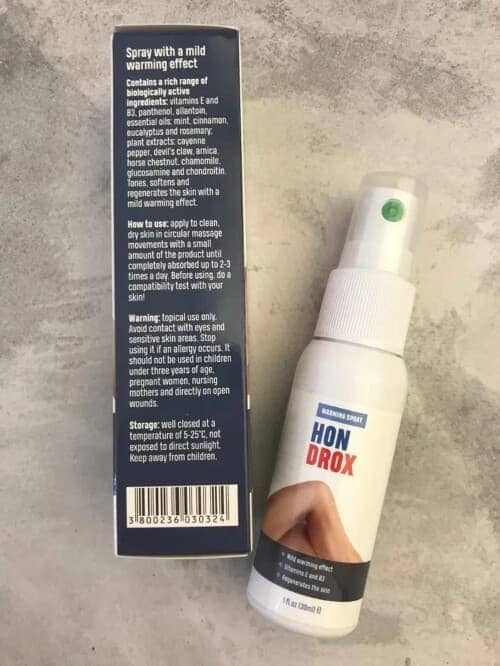 Spray with a mild
warming effect
Contains a rich range of
biologically active
ingredients: vitamins E and
B3, panthenol, allantoin,
essential oils: mint, cinnamon,
eucalyptus and rosemary;
plant extracts: cayenne
pepper, devil's claw, arnica,
horse chestnut, chamomile,
glucosamine and chondroitin.
Tones, softens and
regenerates the skin with a
mild warming effect.
How to use: apply to clean,
dry skin in circular massage
movements with a small
amount of the product until
completely absorbed up to 2-3
times a day. Before using, do a
compatibility test with your
skin!
Warning: topical use only.
Avoid contact with eyes and
sensitive skin areas. Stop
using it if an allergy occurs. It
should not be used in children
under three years of age,
pregnant women, nursing
mothers and directly on open
wounds.
Storage: well closed at a
temperature of 5-25°C, not
exposed to direct sunlight.
Keep away from children.
3 800236 030324
WARMING SPRAY
HON
DROX
+ Mild warming effect
+ Vitamins E and B3
+ Regenerates the skin
1 fl.oz (30ml) ℮